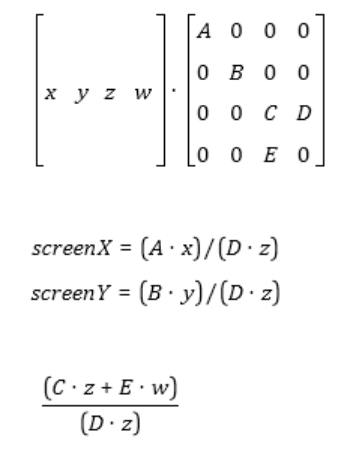 [x y z w] · [A 0 0 0
0 B 0 0
0 0 C D
0 0 E 0]
screenX = (A · x)/(D · z)
screenY = (B · y)/(D · z)
(C · z + E · w)
(D · z)